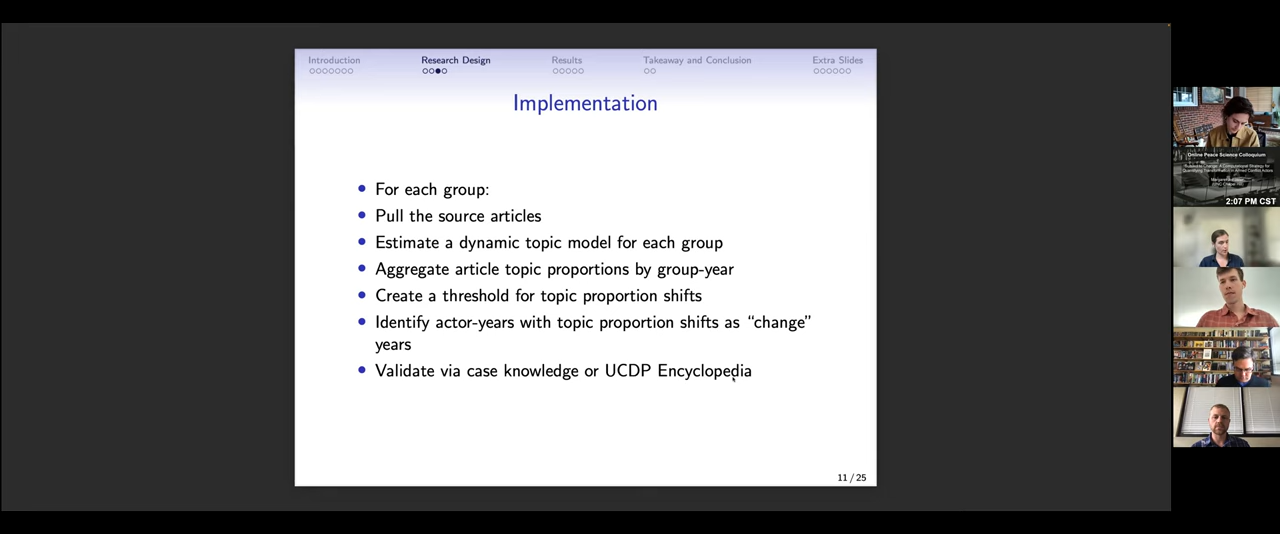 Introduction
Research Design
Results
Takeaway and Conclusion
Extra Slides
Implementation
For each group:
Pull the source articles
Estimate a dynamic topic model for each group
Aggregate article topic proportions by group-year
Create a threshold for topic proportion shifts
Identify actor-years with topic proportion shifts as “change”
years
Validate via case knowledge or UCDP Encyclopedia
11 / 25
Online Peace Science Colloquium
2:07 PM CST